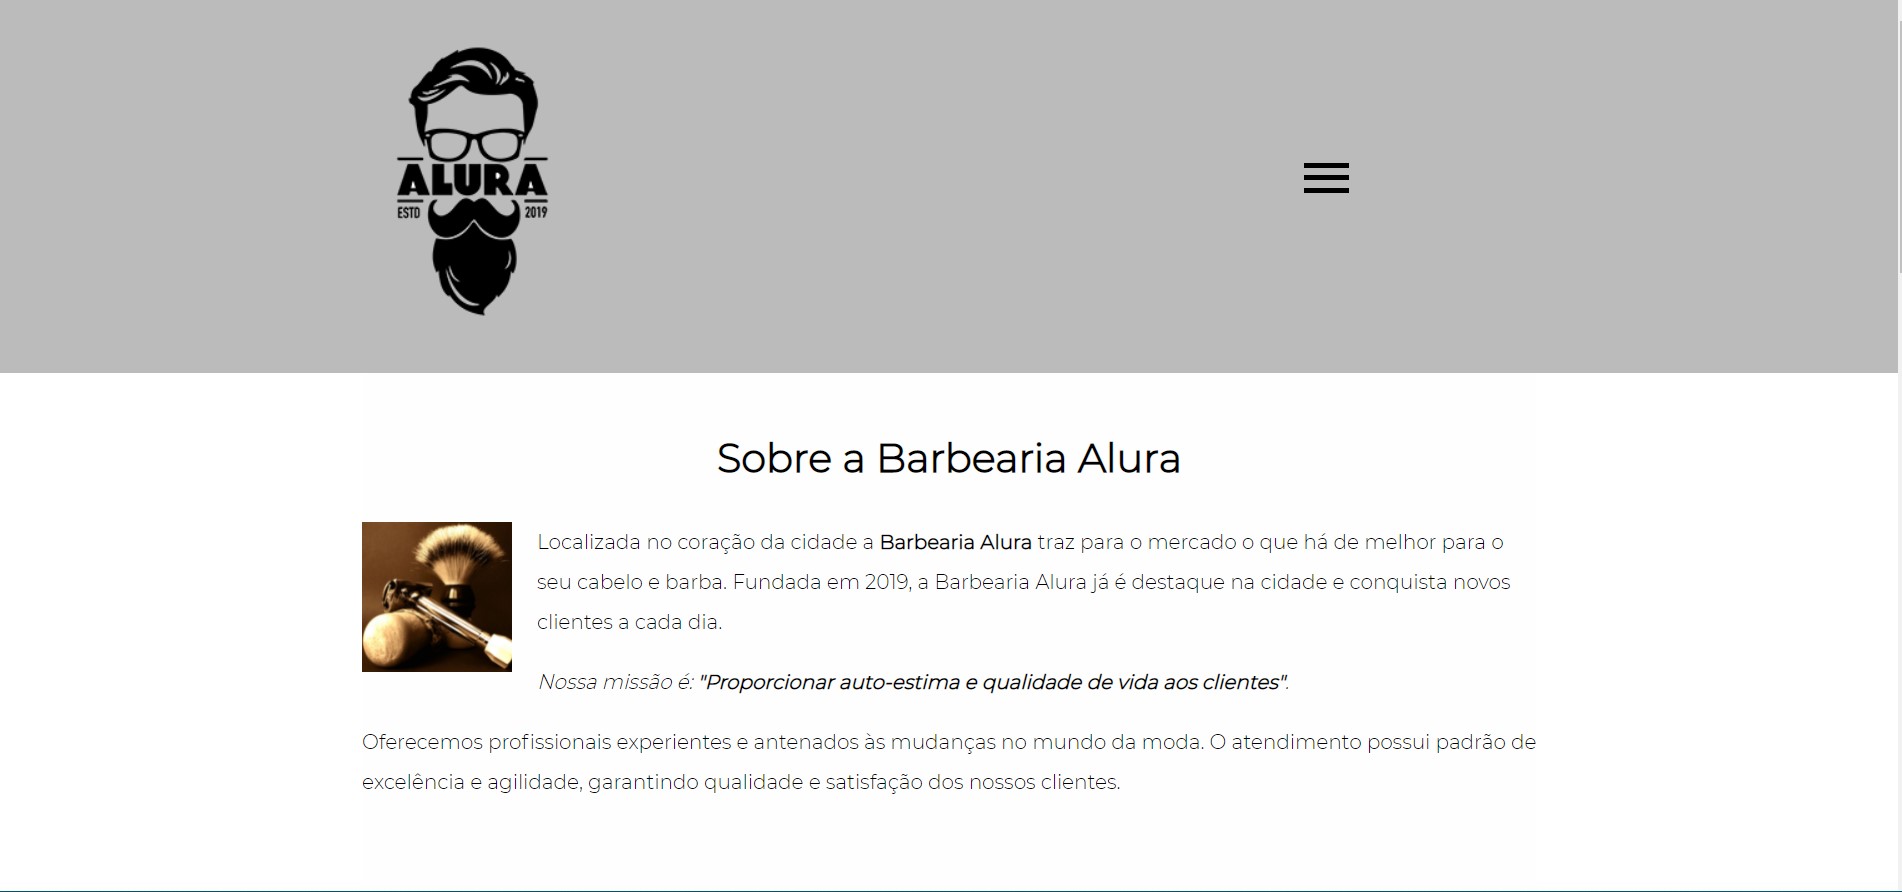 ALURA
ESTD 2019
Sobre a Barbearia Alura
Localizada no coração da cidade a Barbearia Alura traz para o mercado o que há de melhor para o
seu cabelo e barba. Fundada em 2019, a Barbearia Alura já é destaque na cidade e conquista novos
clientes a cada dia.
Nossa missão é: "Proporcionar auto-estima e qualidade de vida aos clientes".
Oferecemos profissionais experientes e antenados às mudanças no mundo da moda. O atendimento possui padrão de
excelência e agilidade, garantindo qualidade e satisfação dos nossos clientes.